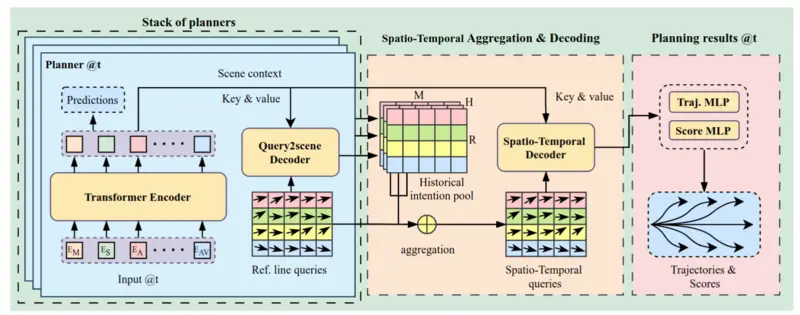 Stack of planners
Planner @t
Scene context
Predictions
Key & value
Query2scene
Decoder
Transformer Encoder
E_M E_S E_A E_AV
Input @t
Ref. line queries
Spatio-Temporal Aggregation & Decoding
M
H
R
Historical
intention pool
aggregation
Key & value
Spatio-Temporal
Decoder
Spatio-Temporal
queries
Planning results @t
Traj. MLP
Score MLP
Trajectories &
Scores